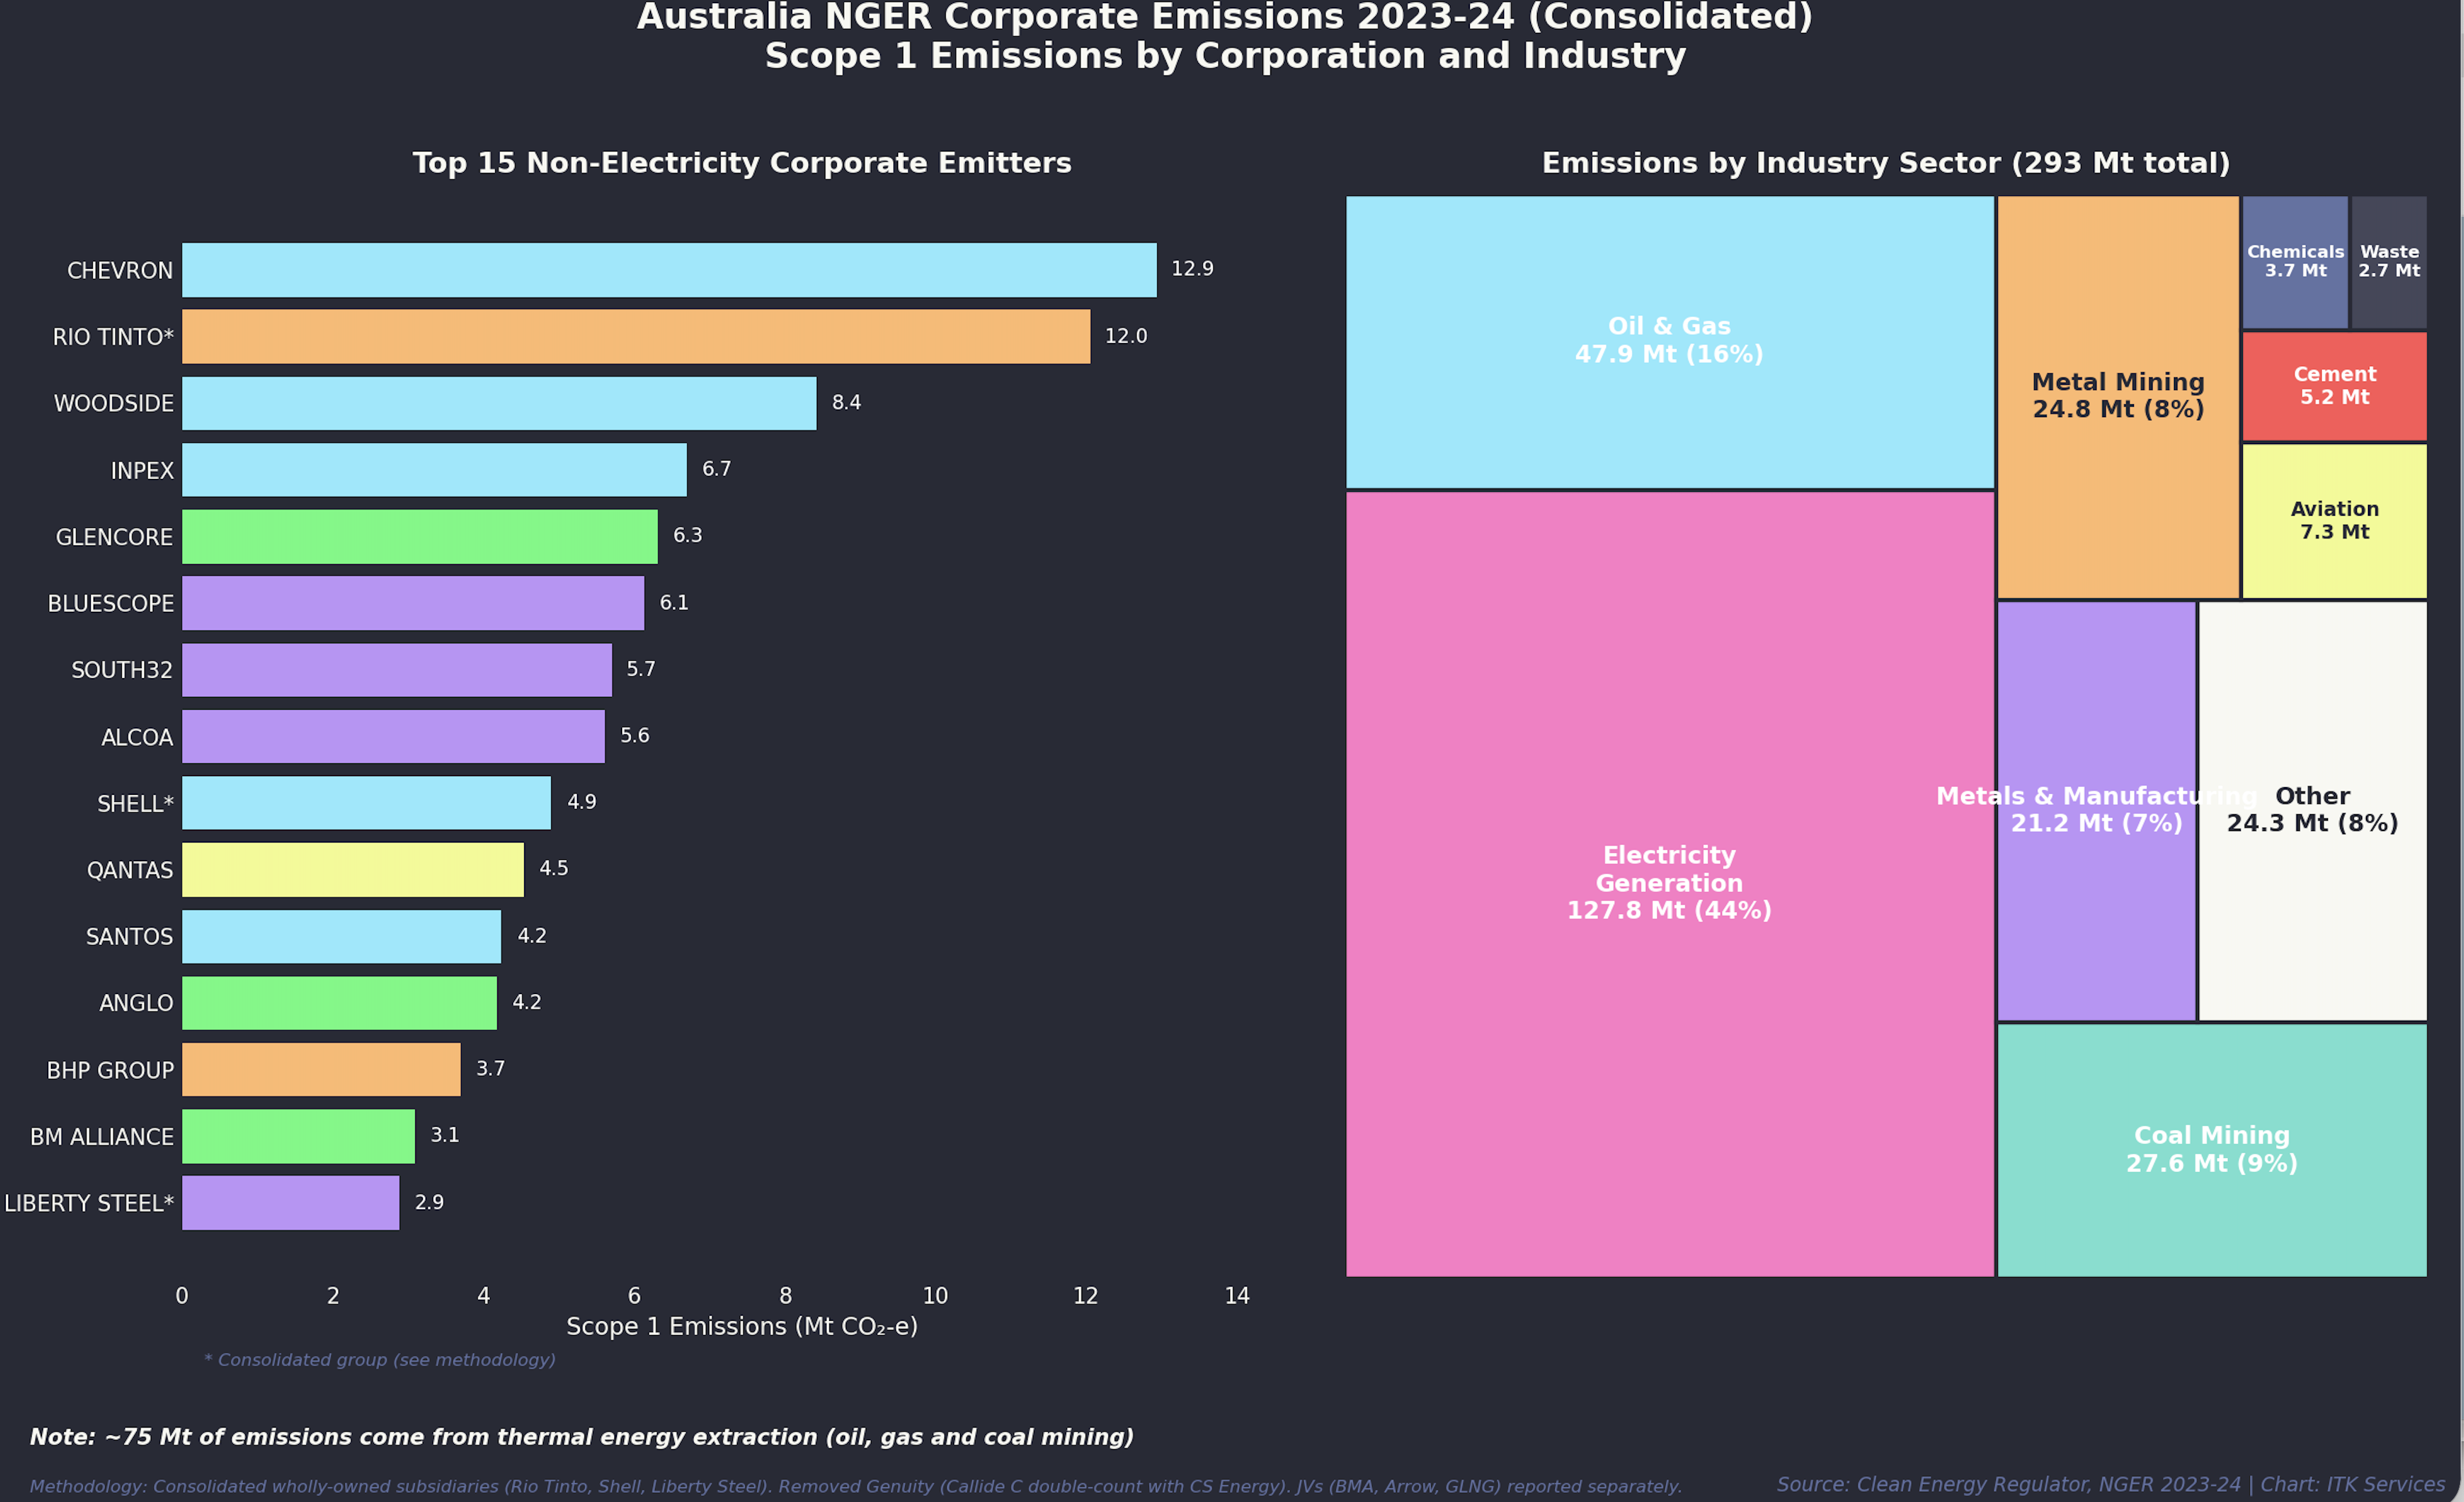 Australia NGER Corporate Emissions 2023-24 (Consolidated)
Scope 1 Emissions by Corporation and Industry
Top 15 Non-Electricity Corporate Emitters
CHEVRON 12.9
RIO TINTO* 12.0
WOODSIDE 8.4
INPEX 6.7
GLENCORE 6.3
BLUESCOPE 6.1
SOUTH32 5.7
ALCOA 5.6
SHELL* 4.9
QANTAS 4.5
SANTOS 4.2
ANGLO 4.2
BHP GROUP 3.7
BM ALLIANCE 3.1
LIBERTY STEEL* 2.9
0 2 4 6 8 10 12 14
Scope 1 Emissions (Mt CO₂-e)
* Consolidated group (see methodology)
Emissions by Industry Sector (293 Mt total)
Oil & Gas
47.9 Mt (16%)
Metal Mining
24.8 Mt (8%)
Chemicals
3.7 Mt
Waste
2.7 Mt
Cement
5.2 Mt
Aviation
7.3 Mt
Electricity
Generation
127.8 Mt (44%)
Metals & Manufacturing
21.2 Mt (7%)
Other
24.3 Mt (8%)
Coal Mining
27.6 Mt (9%)
Note: ~75 Mt of emissions come from thermal energy extraction (oil, gas and coal mining)
Methodology: Consolidated wholly-owned subsidiaries (Rio Tinto, Shell, Liberty Steel). Removed Genuity (Callide C double-count with CS Energy). JVs (BMA, Arrow, GLNG) reported separately.
Source: Clean Energy Regulator, NGER 2023-24 | Chart: ITK Services